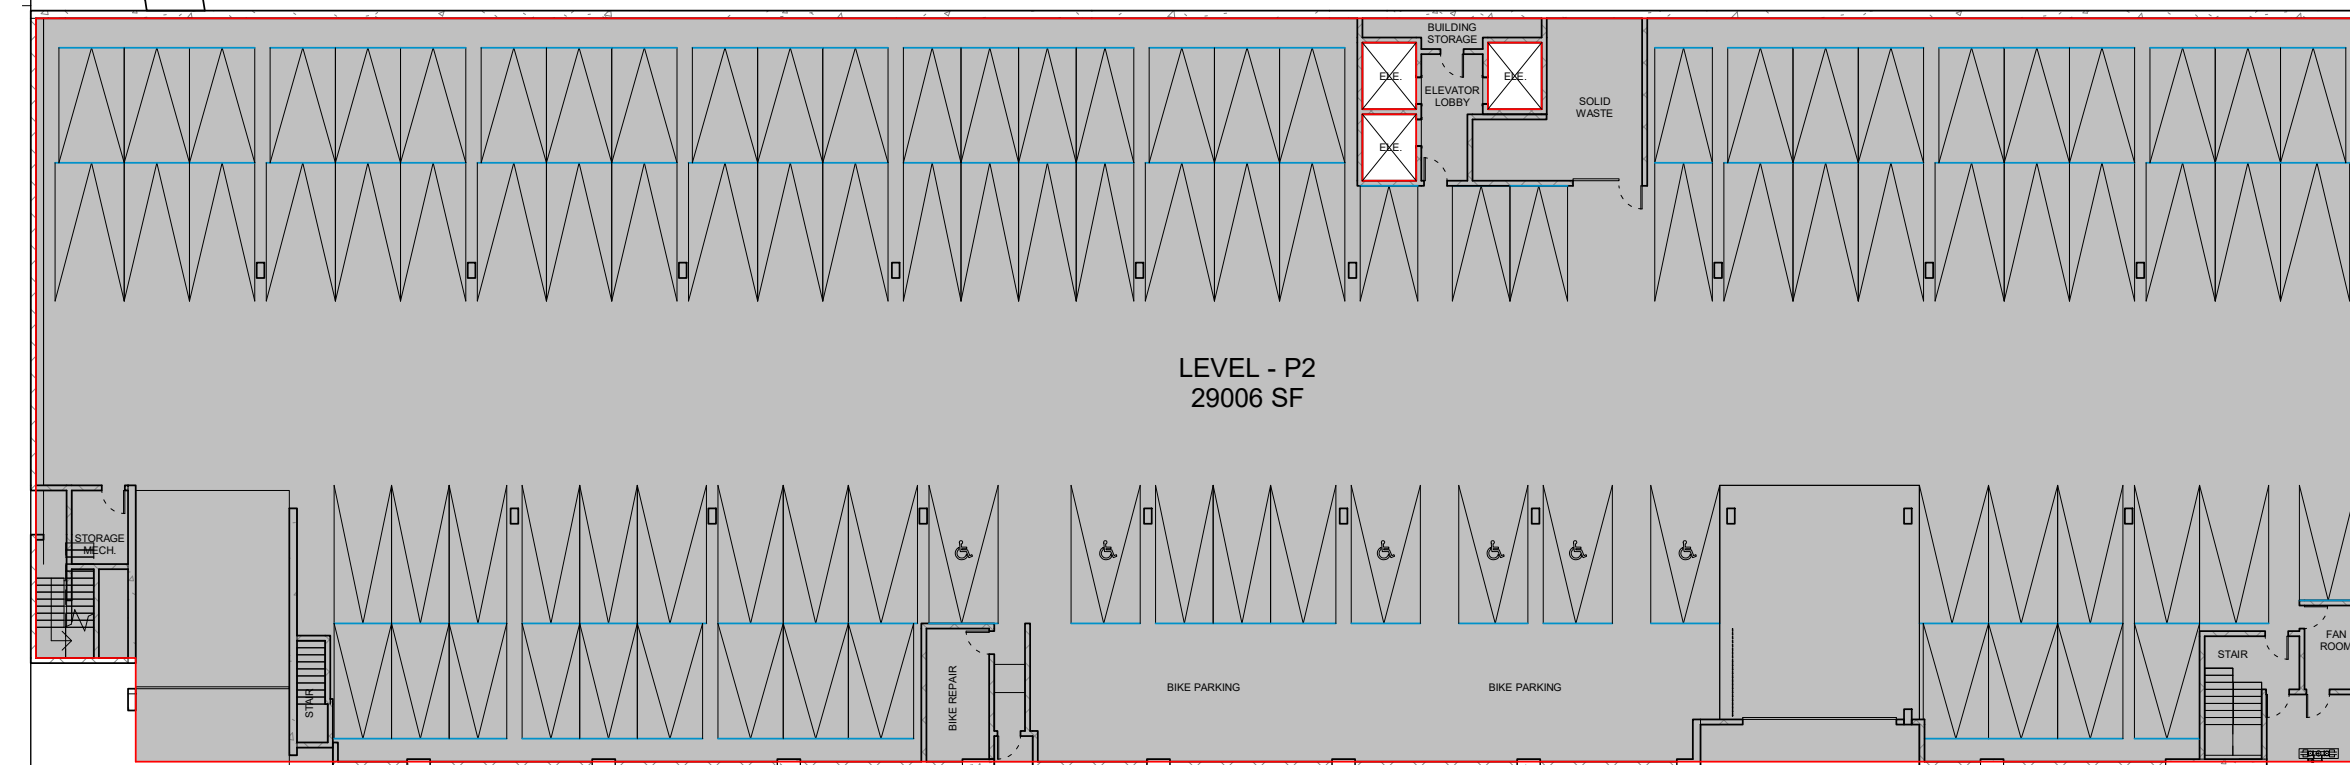 BUILDING
STORAGE
ELE.
ELE.
ELEVATOR
LOBBY
SOLID
WASTE
ELE.
LEVEL - P2
29006 SF
STORAGE
MECH.
STAIR
BIKE REPAIR
BIKE PARKING
BIKE PARKING
STAIR
FAN
ROOM